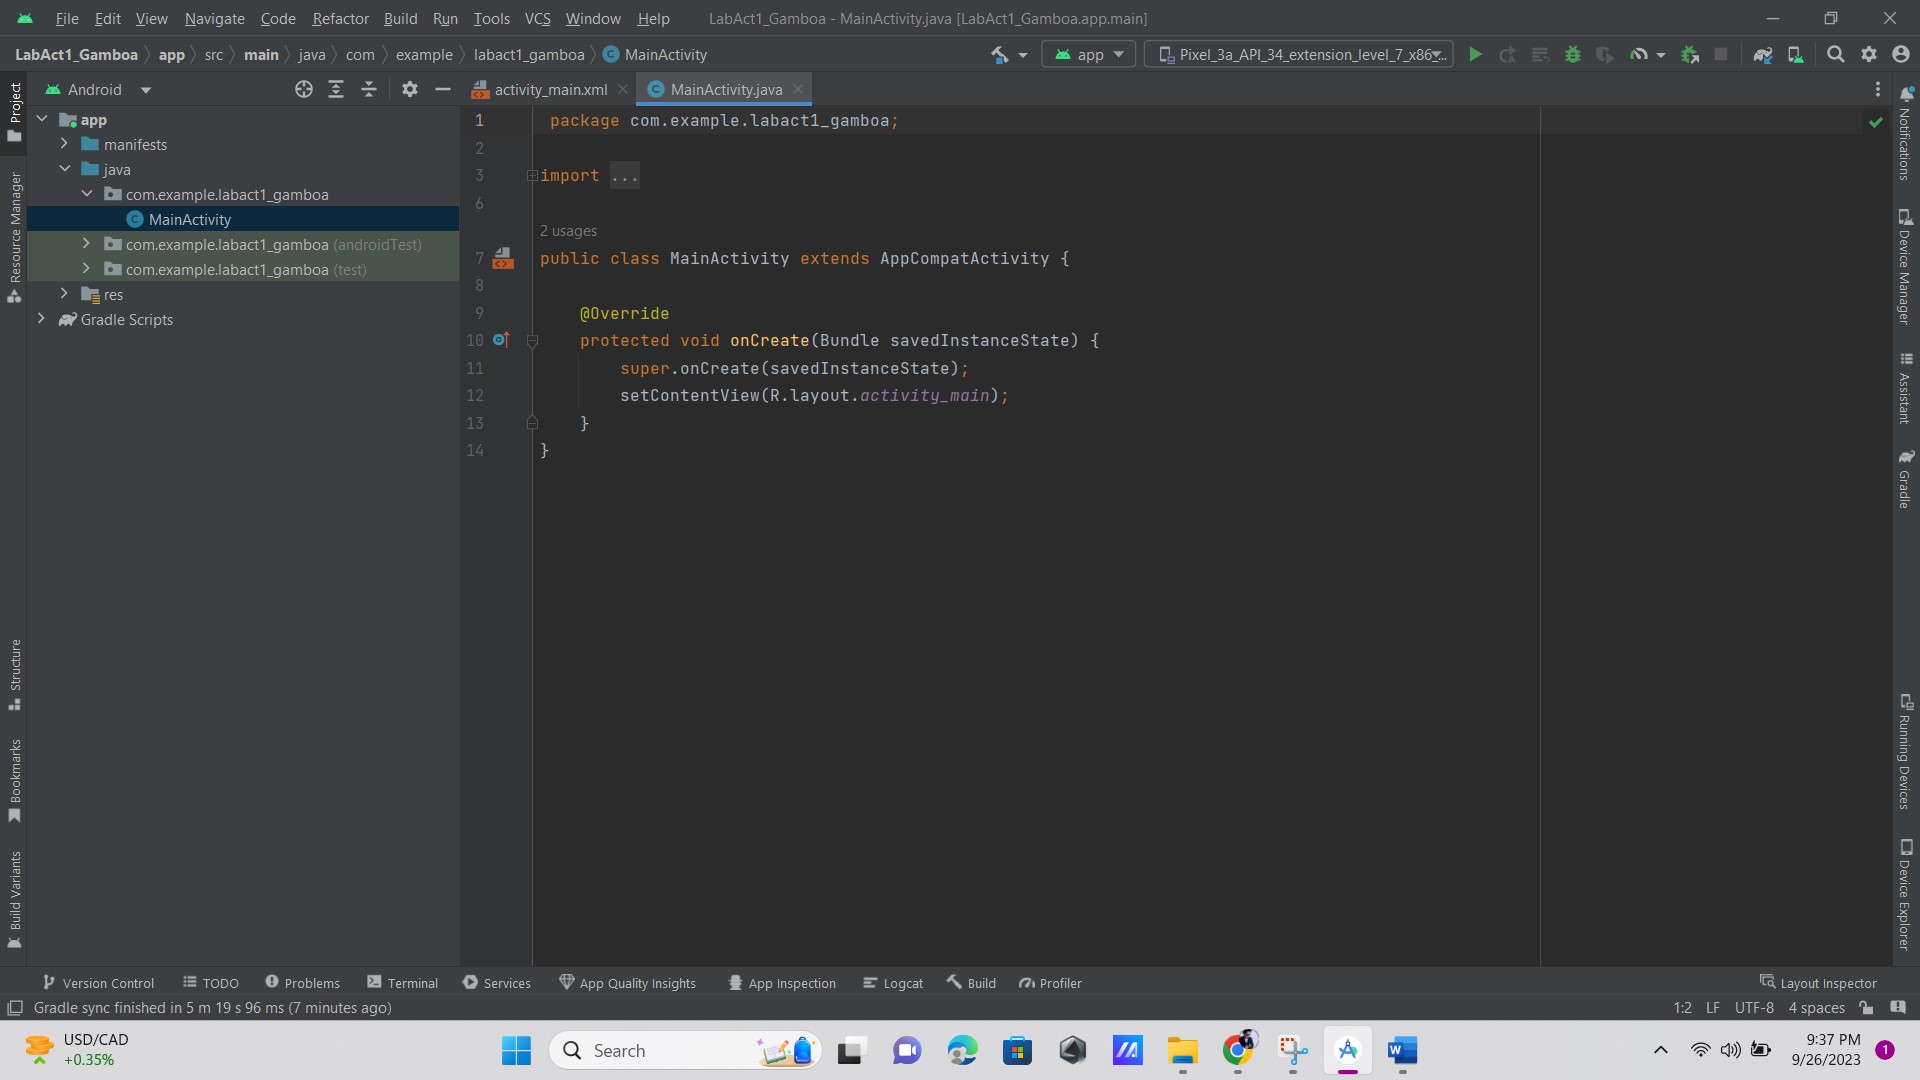 File Edit View Navigate Code Refactor Build Run Tools VCS Window Help LabAct1_Gamboa - MainActivity.java [LabAct1_Gamboa.app.main]
LabAct1_Gamboa app src main java com example labact1_gamboa MainActivity app Pixel_3a_API_34_extension_level_7_x86...
Android activity_main.xml MainActivity.java
Project
Resource Manager
Structure
Bookmarks
Build Variants
app
manifests
java
com.example.labact1_gamboa
MainActivity
com.example.labact1_gamboa (androidTest)
com.example.labact1_gamboa (test)
res
Gradle Scripts
1 package com.example.labact1_gamboa;
2
3 import ...
6
2 usages
7 public class MainActivity extends AppCompatActivity {
8
9 @Override
10 protected void onCreate(Bundle savedInstanceState) {
11 super.onCreate(savedInstanceState);
12 setContentView(R.layout.activity_main);
13 }
14 }
Notifications
Device Manager
Assistant
Gradle
Running Devices
Device Explorer
Version Control TODO Problems Terminal Services App Quality Insights App Inspection Logcat Build Profiler Layout Inspector
Gradle sync finished in 5 m 19 s 96 ms (7 minutes ago) 1:2 LF UTF-8 4 spaces
USD/CAD
+0.35%
Search
9:37 PM
9/26/2023
1